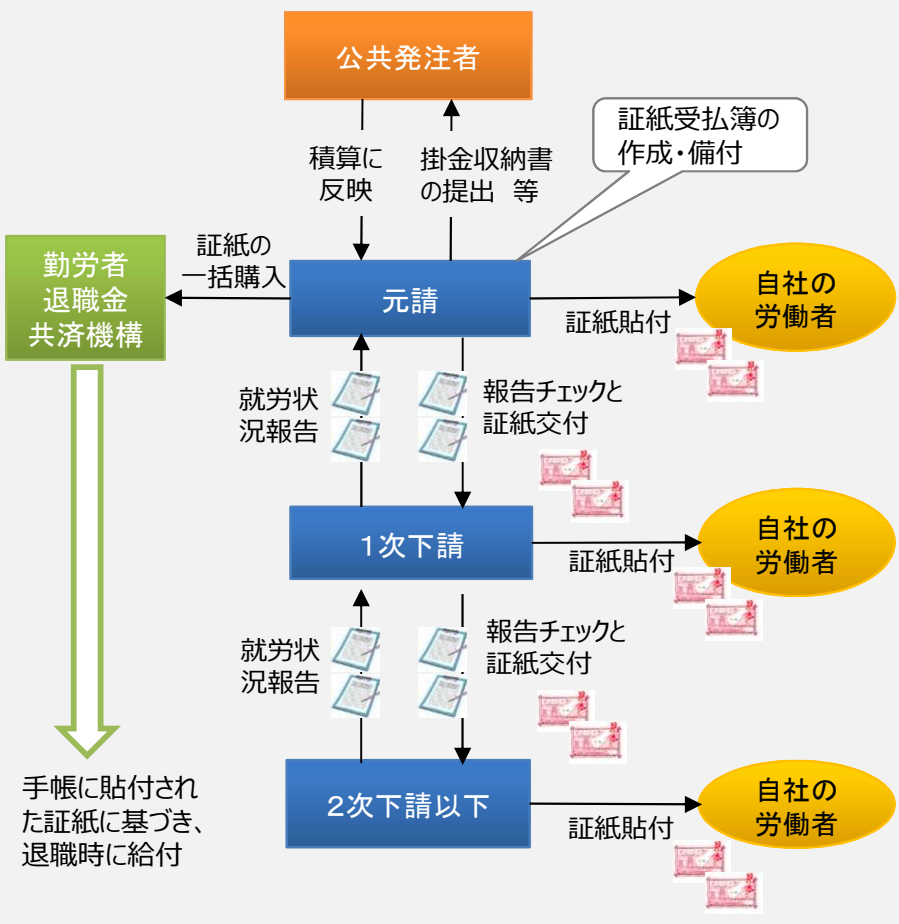 公共発注者
証紙受払簿の
作成・備付
積算に
反映
掛金収納書
の提出 等
勤労者
退職金
共済機構
証紙の
一括購入
元請
証紙貼付
自社の
労働者
就労状
況報告
報告チェックと
証紙交付
1次下請
証紙貼付
自社の
労働者
就労状
況報告
報告チェックと
証紙交付
2次下請以下
証紙貼付
自社の
労働者
手帳に貼付され
た証紙に基づき、
退職時に給付